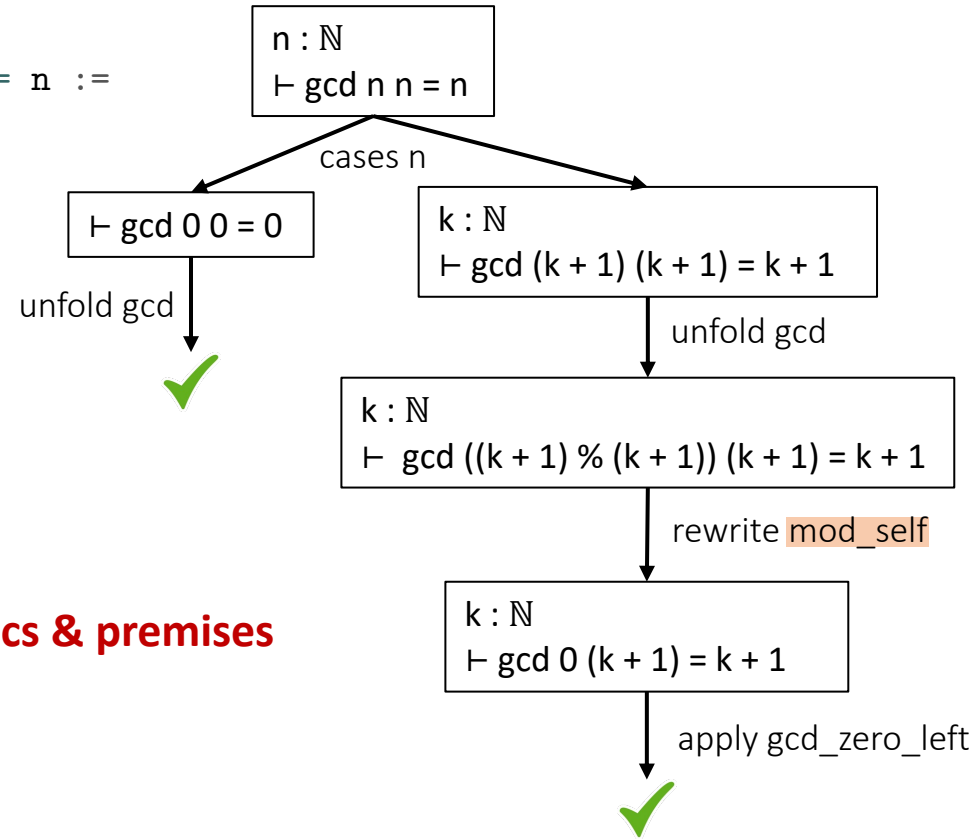 n : ℕ
⊢ gcd n n = n
= n :=
cases n
⊢ gcd 0 0 = 0
k : ℕ
⊢ gcd (k + 1) (k + 1) = k + 1
unfold gcd
unfold gcd
k : ℕ
⊢ gcd ((k + 1) % (k + 1)) (k + 1) = k + 1
rewrite mod_self
cs & premises
k : ℕ
⊢ gcd 0 (k + 1) = k + 1
apply gcd_zero_left